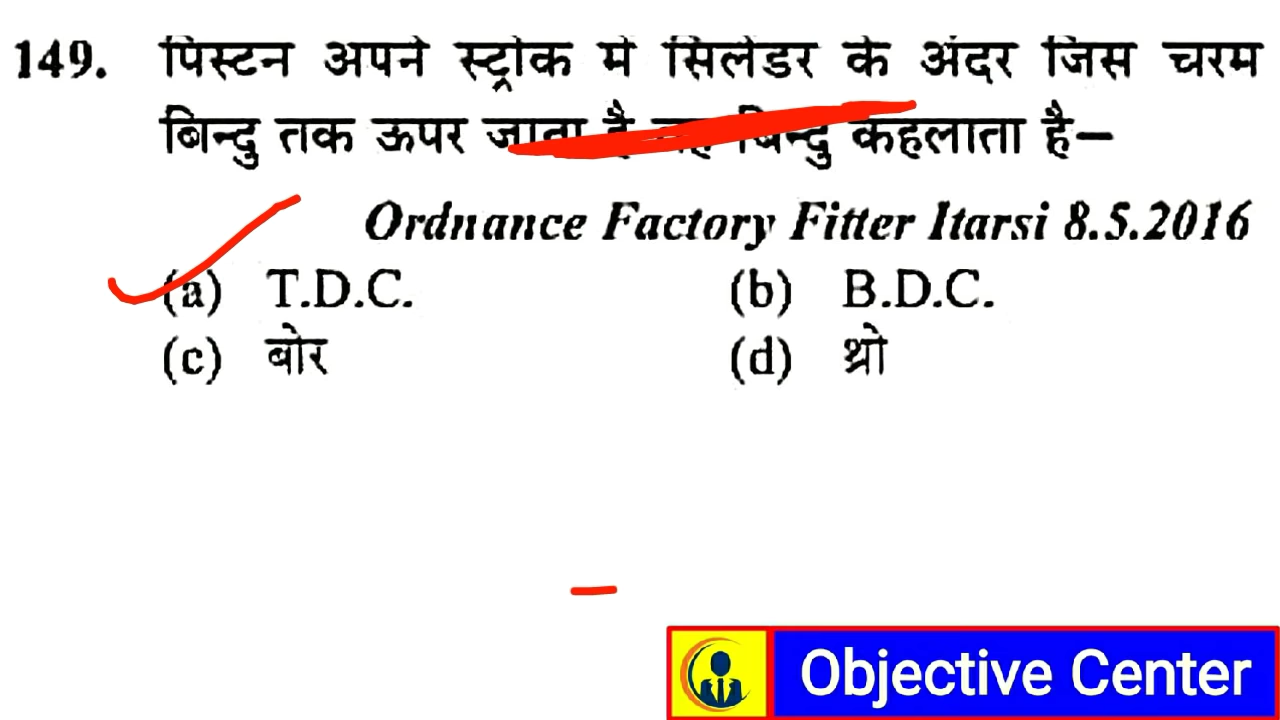 149. पिस्टन अपने स्ट्रोक में सिलेंडर के अंदर जिस चरम
बिन्दु तक ऊपर जाता है वह बिन्दु कहलाता है–
Ordnance Factory Fitter Itarsi 8.5.2016
(a) T.D.C. (b) B.D.C.
(c) बोर (d) थ्रो
Objective Center